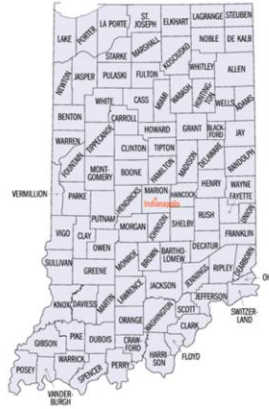 LAKE PORTER LA PORTE ST. JOSEPH ELKHART LAGRANGE STEUBEN
NOBLE DE KALB
STARKE MARSHALL KOSCIUSKO
NEWTON JASPER PULASKI FULTON WHITLEY ALLEN
WHITE CASS MIAMI WABASH HUNTINGTON WELLS ADAMS
BENTON CARROLL
HOWARD GRANT BLACKFORD JAY
WARREN TIPPECANOE CLINTON TIPTON
FOUNTAIN MADISON DELAWARE RANDOLPH
MONTGOMERY BOONE HAMILTON
VERMILLION PARKE HENDRICKS MARION HANCOCK HENRY WAYNE
Indianapolis FAYETTE UNION
PUTNAM MORGAN JOHNSON SHELBY RUSH
VIGO CLAY FRANKLIN
OWEN DECATUR
SULLIVAN MONROE BROWN BARTHOLOMEW
GREENE JENNINGS RIPLEY DEARBORN OH
JACKSON
KNOX DAVIESS MARTIN LAWRENCE JEFFERSON SWITZERLAND
WASHINGTON SCOTT
ORANGE CLARK
GIBSON PIKE DUBOIS CRAWFORD HARRISON FLOYD
POSEY WARRICK SPENCER PERRY
VANDERBURGH